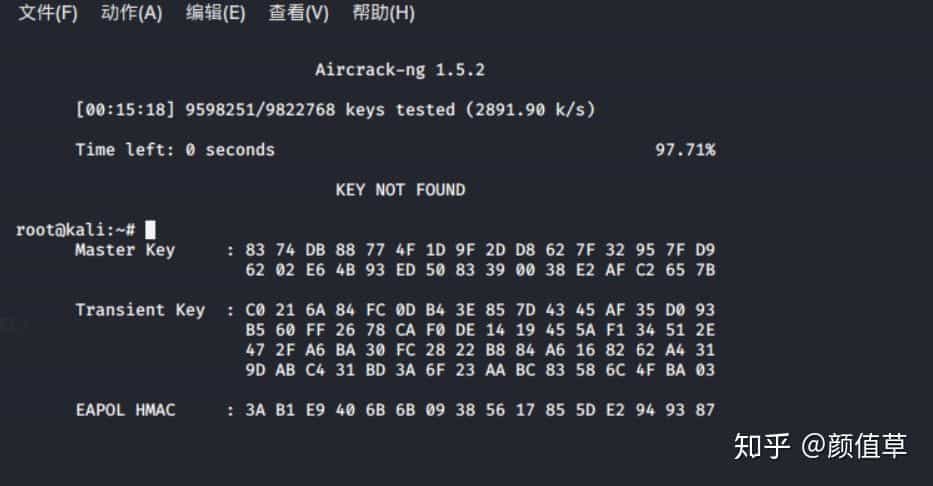 文件(F) 动作(A) 编辑(E) 查看(V) 帮助(H)
Aircrack-ng 1.5.2
[00:15:18] 9598251/9822768 keys tested (2891.90 k/s)
Time left: 0 seconds 97.71%
KEY NOT FOUND
root@kali:~#
Master Key : 83 74 DB 88 77 4F 1D 9F 2D D8 62 7F 32 95 7F D9
62 02 E6 4B 93 ED 50 83 39 00 38 E2 AF C2 65 7B
Transient Key : C0 21 6A 84 FC 0D B4 3E 85 7D 43 45 AF 35 D0 93
B5 60 FF 26 78 CA F0 DE 14 19 45 5A F1 34 51 2E
47 2F A6 BA 30 FC 28 22 B8 84 A6 16 82 62 A4 31
9D AB C4 31 BD 3A 6F 23 AA BC 83 58 6C 4F BA 03
EAPOL HMAC : 3A B1 E9 40 6B 6B 09 38 56 17 85 5D E2 94 93 87
知乎 @颜值草